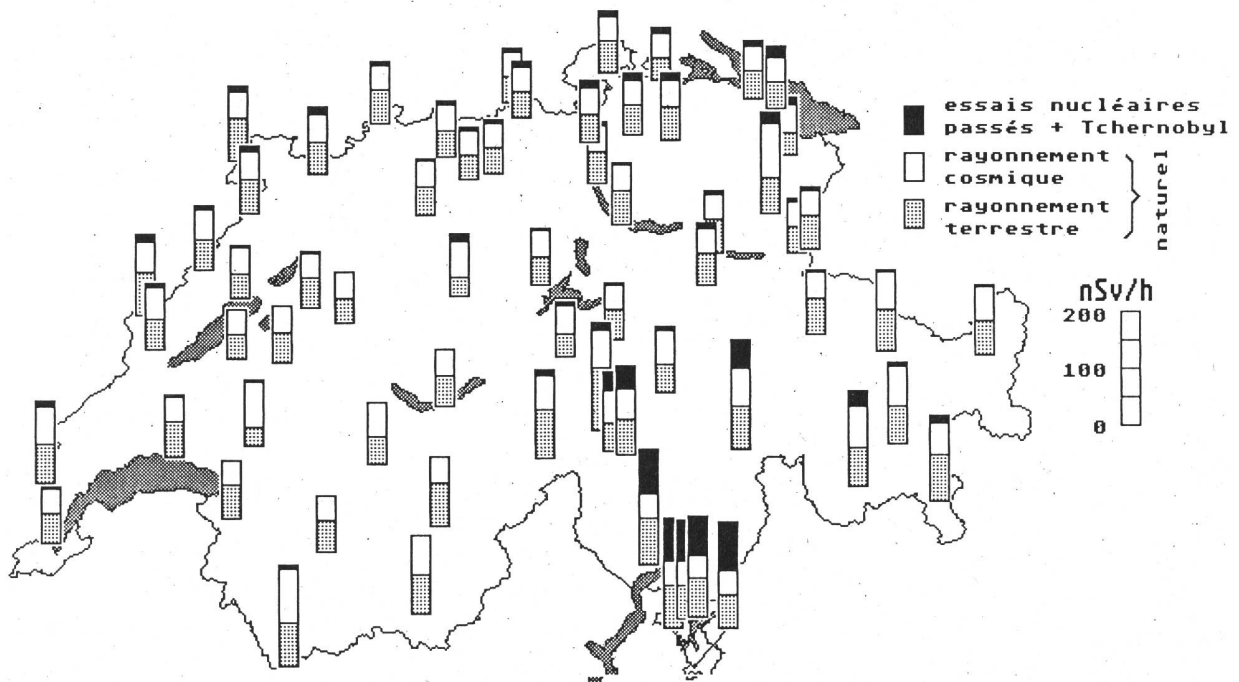 essais nucléaires
passés + Tchernobyl
rayonnement
cosmique
rayonnement
terrestre
naturel
nSv/h
200
100
0